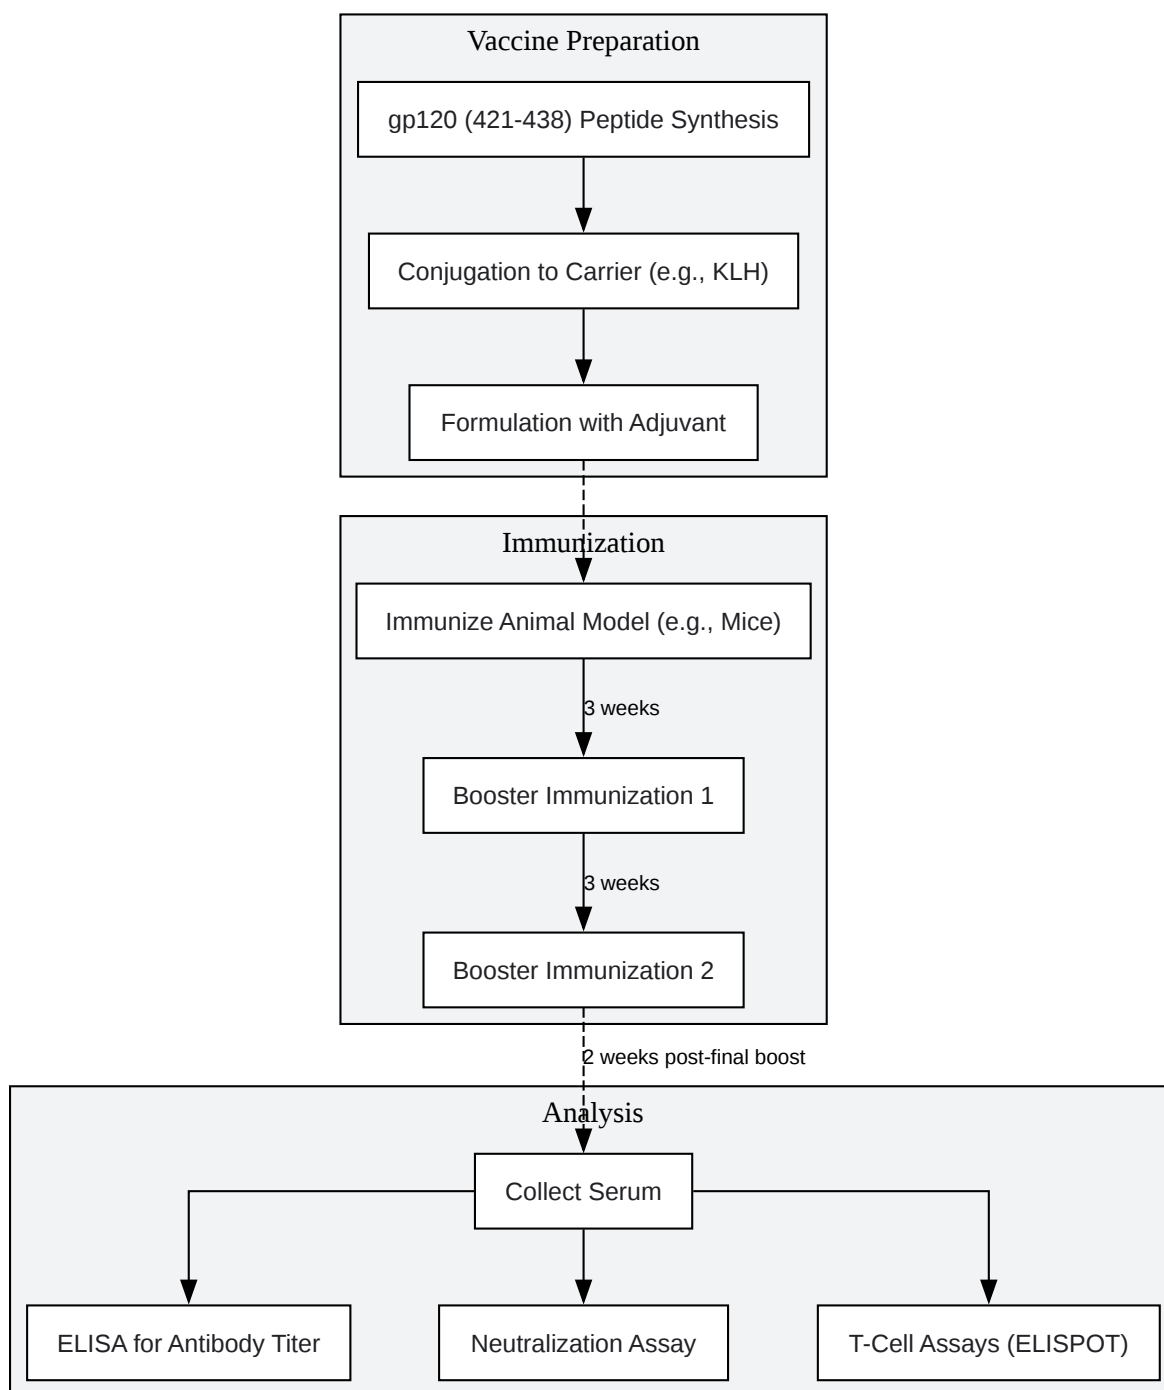 Vaccine Preparation
gp120 (421-438) Peptide Synthesis
Conjugation to Carrier (e.g., KLH)
Formulation with Adjuvant
Immunization
Immunize Animal Model (e.g., Mice)
3 weeks
Booster Immunization 1
3 weeks
Booster Immunization 2
2 weeks post-final boost
Analysis
Collect Serum
ELISA for Antibody Titer
Neutralization Assay
T-Cell Assays (ELISPOT)